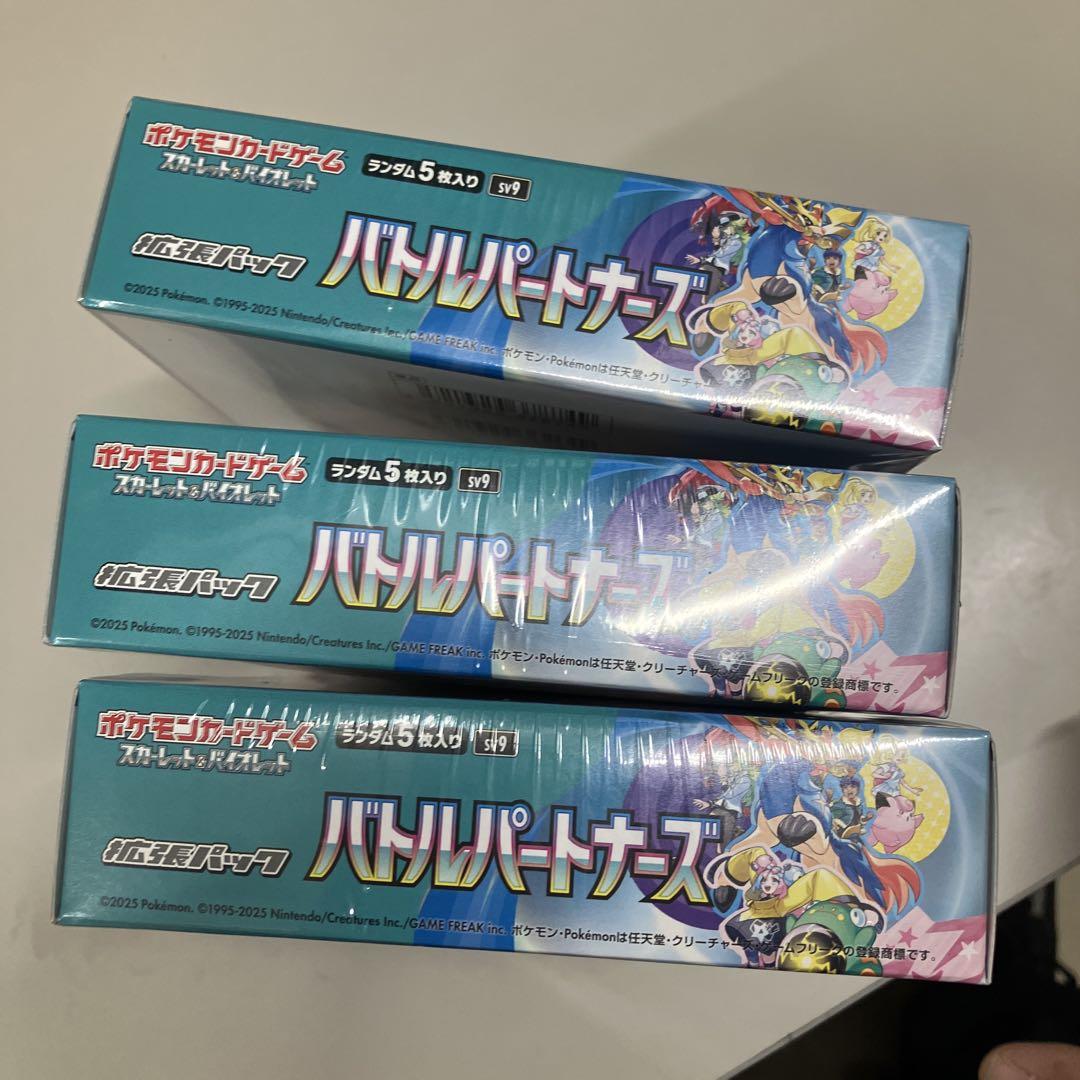 ポケモンカードゲーム
スカーレット&バイオレット
ランダム5枚入り
sv9
拡張パック
バトルパートナーズ
©2025 Pokémon. ©1995-2025 Nintendo/Creatures Inc./GAME FREAK inc. ポケモン・Pokémonは任天堂・クリーチャー
ポケモンカードゲーム
スカーレット&バイオレット
ランダム5枚入り
sv9
拡張パック
バトルパートナーズ
©2025 Pokémon. ©1995-2025 Nintendo/Creatures Inc./GAME FREAK inc. ポケモン・Pokémonは任天堂・クリーチャーズ・ゲームフリークの登録商標です。
ポケモンカードゲーム
スカーレット&バイオレット
ランダム5枚入り
sv9
拡張パック
バトルパートナーズ
©2025 Pokémon. ©1995-2025 Nintendo/Creatures Inc./GAME FREAK inc. ポケモン・Pokémonは任天堂・クリーチャーズ・ゲームフリークの登録商標です。